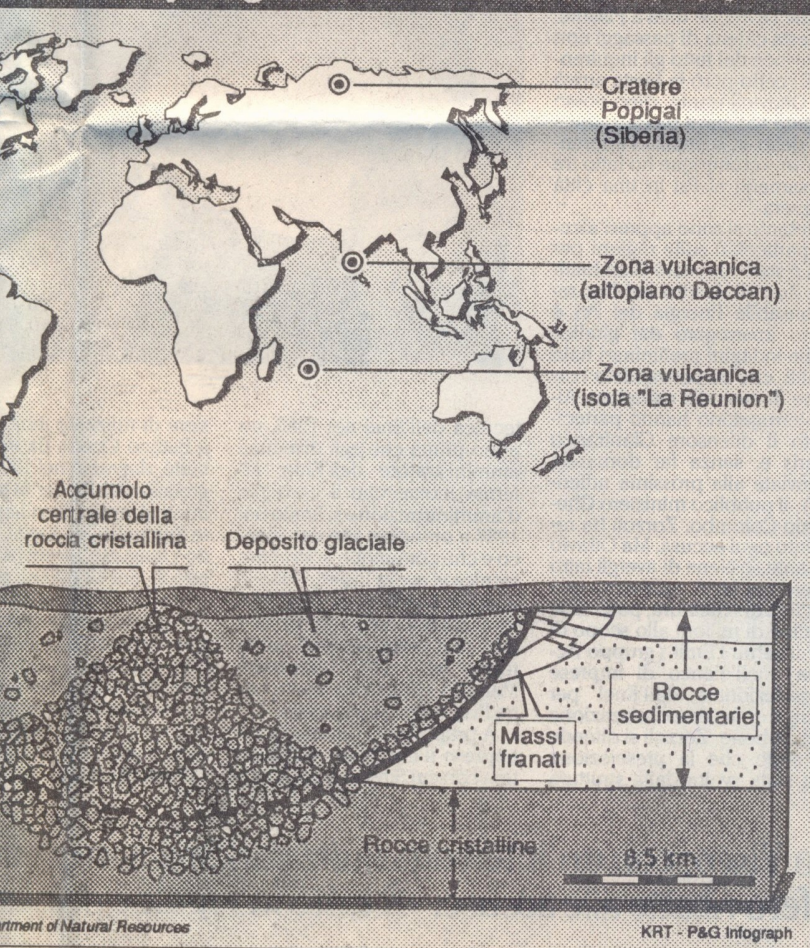 Cratere
Popigai
(Siberia)
Zona vulcanica
(altoplano Deccan)
Zona vulcanica
(isola "La Reunion")
Accumolo
centrale della
roccia cristallina
Deposito glaciale
Rocce
sedimentarie
Massi
franati
Rocce cristalline
8,5 km
of Natural Resources
KRT - P&G Infograph